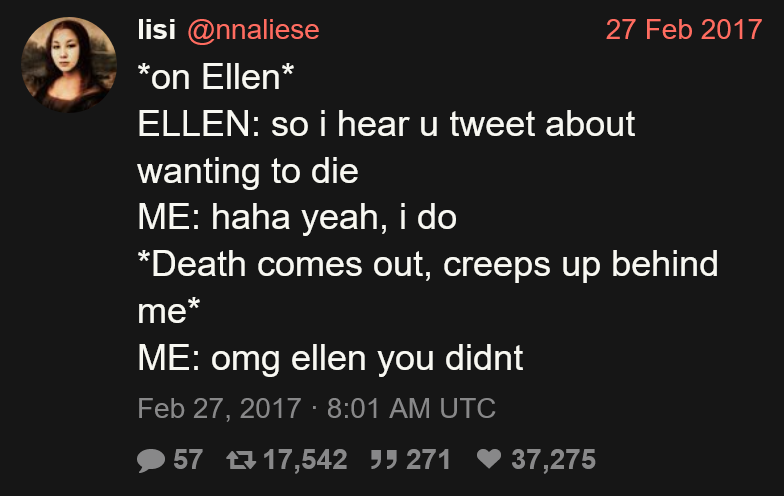 lisi @nnaliese 27 Feb 2017
*on Ellen*
ELLEN: so i hear u tweet about
wanting to die
ME: haha yeah, i do
*Death comes out, creeps up behind
me*
ME: omg ellen you didnt
Feb 27, 2017 · 8:01 AM UTC
57 17,542 271 37,275